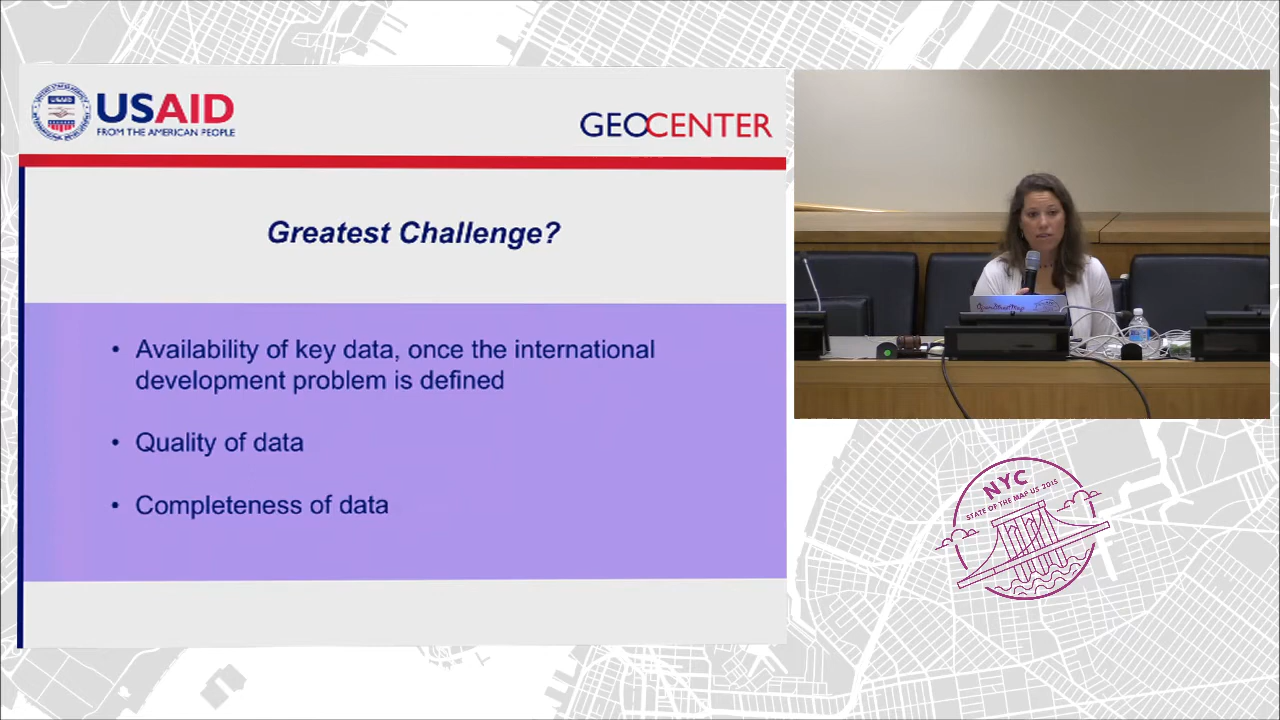 USAID
FROM THE AMERICAN PEOPLE
GEOCENTER
Greatest Challenge?
• Availability of key data, once the international
development problem is defined
• Quality of data
• Completeness of data
NYC
STATE OF THE MAP US 2015